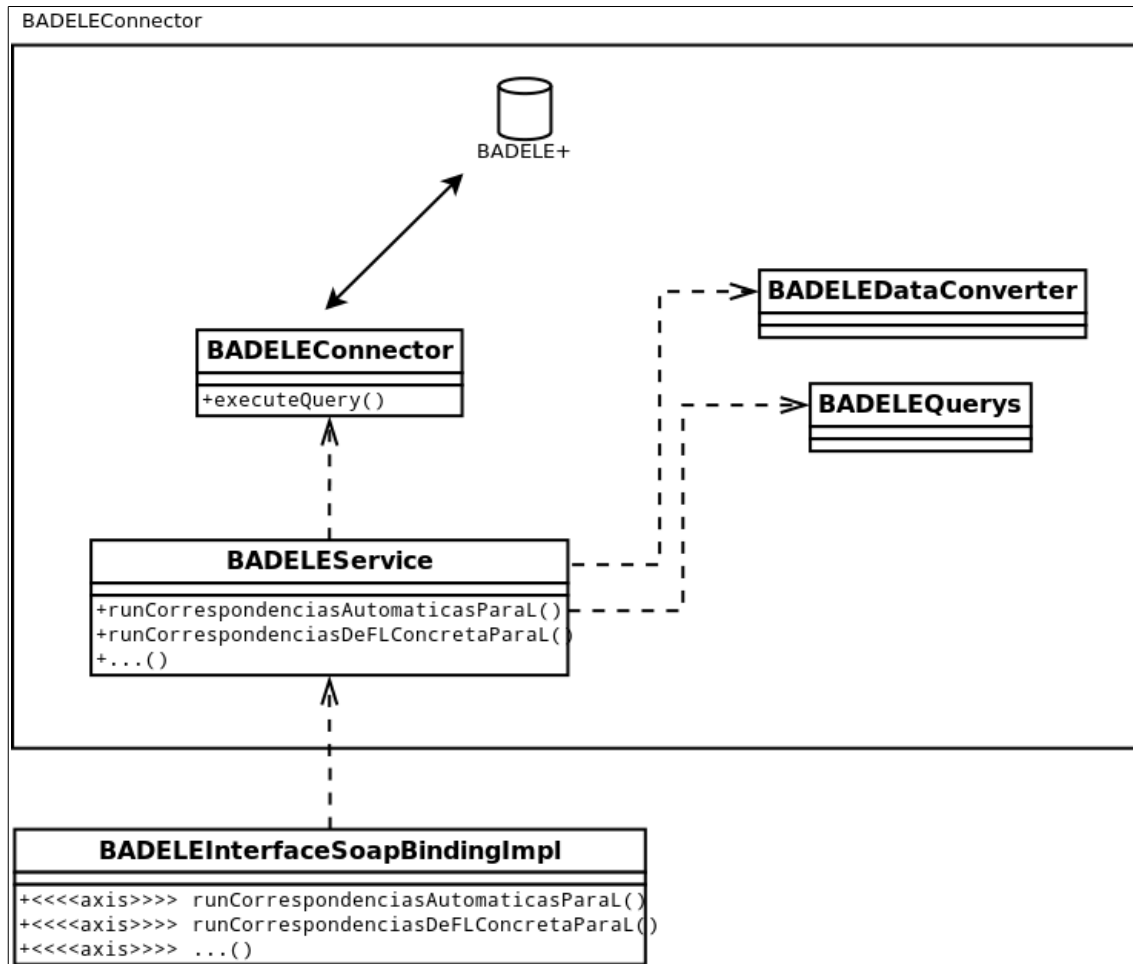 BADELEConnector
BADELE+
BADELEDataConverter
BADELEConnector
+executeQuery()
BADELEQuerys
BADELEService
+runCorrespondenciasAutomaticasParaL()
+runCorrespondenciasDeFLConcretaParaL()
+...()
BADELEInterfaceSoapBindingImpl
+<<<<axis>>>> runCorrespondenciasAutomaticasParaL()
+<<<<axis>>>> runCorrespondenciasDeFLConcretaParaL()
+<<<<axis>>>> ...()